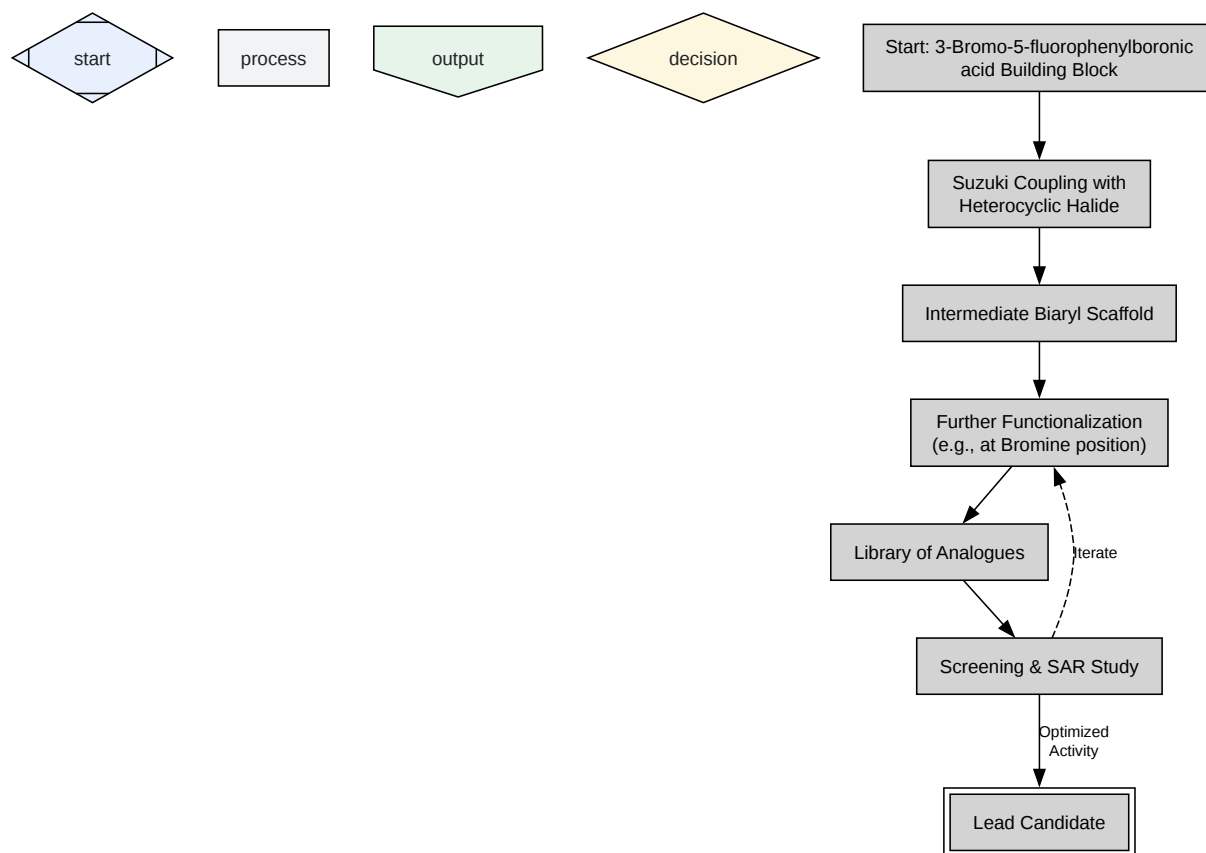 start
process
output
decision
Start: 3-Bromo-5-fluorophenylboronic
acid Building Block
Suzuki Coupling with
Heterocyclic Halide
Intermediate Biaryl Scaffold
Further Functionalization
(e.g., at Bromine position)
Library of Analogues
Iterate
Screening & SAR Study
Optimized
Activity
Lead Candidate